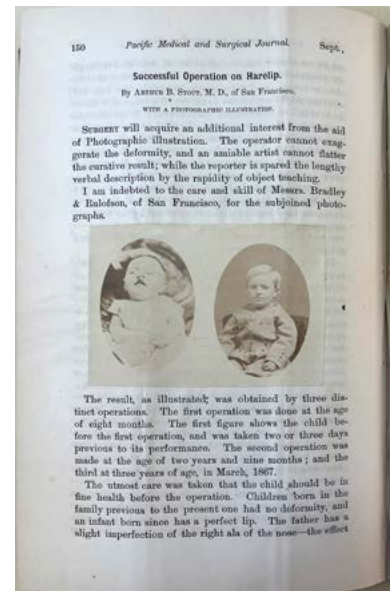 150 Pacific Medical and Surgical Journal. Sept.,
Successful Operation on Harelip.
By Arthur B. Stout, M. D., of San Francisco.
WITH A PHOTOGRAPHIC ILLUSTRATION.
Surgery will acquire an additional interest from the aid
of Photographic illustration. The operator cannot exag-
gerate the deformity, and an amiable artist cannot flatter
the curative result; while the reporter is spared the lengthy
verbal description by the rapidity of object teaching.
I am indebted to the care and skill of Messrs. Bradley
& Rulofson, of San Francisco, for the subjoined photo-
graphs.
The result, as illustrated; was obtained by three dis-
tinct operations. The first operation was done at the age
of eight months. The first figure shows the child be-
fore the first operation, and was taken two or three days
previous to its performance. The second operation was
made at the age of two years and nine months; and the
third at three years of age, in March, 1867.
The utmost care was taken that the child should be in
fine health before the operation. Children born in the
family previous to the present one had no deformity, and
an infant born since has a perfect lip. The father has a
slight imperfection of the right ala of the nose—the effect